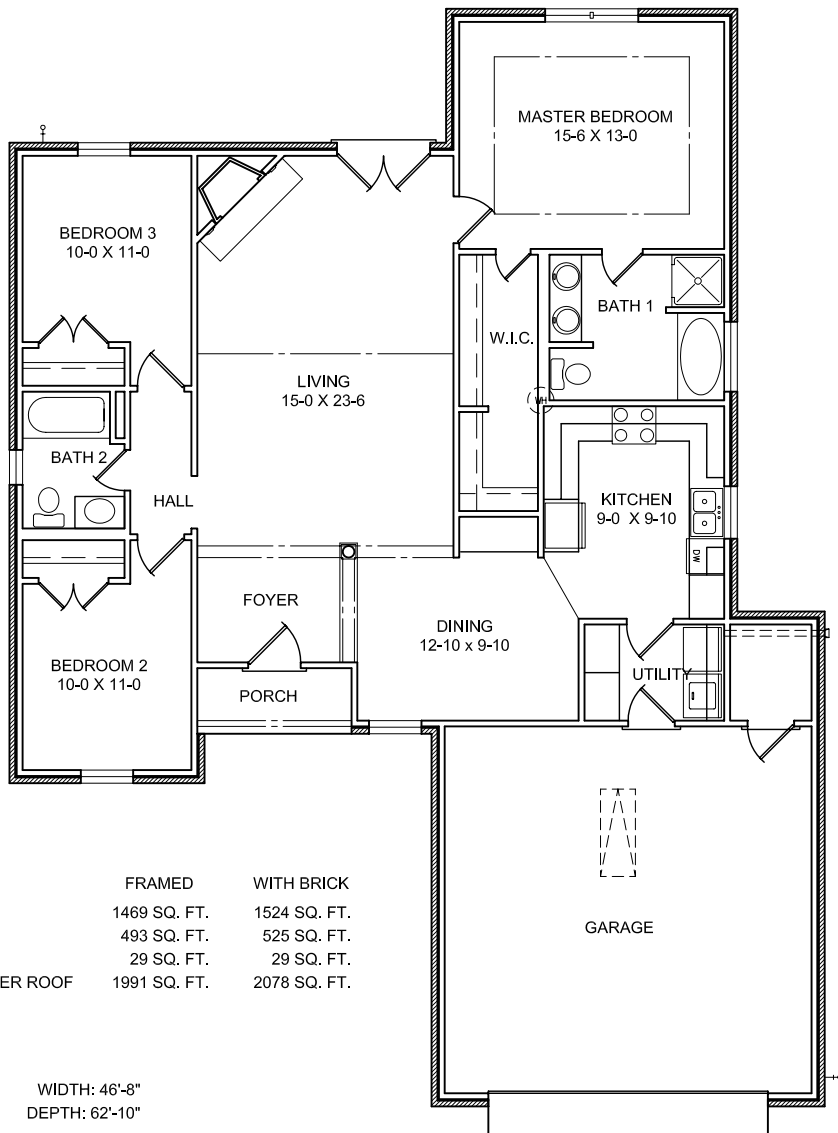 MASTER BEDROOM
15-6 X 13-0
BEDROOM 3
10-0 X 11-0
BATH 1
W.I.C.
LIVING
15-0 X 23-6
WH
BATH 2
HALL
KITCHEN
9-0 X 9-10
DW
FOYER
DINING
12-10 x 9-10
BEDROOM 2
10-0 X 11-0
UTILITY
PORCH
GARAGE
FRAMED WITH BRICK
1469 SQ. FT. 1524 SQ. FT.
493 SQ. FT. 525 SQ. FT.
29 SQ. FT. 29 SQ. FT.
ER ROOF 1991 SQ. FT. 2078 SQ. FT.
WIDTH: 46'-8"
DEPTH: 62'-10"